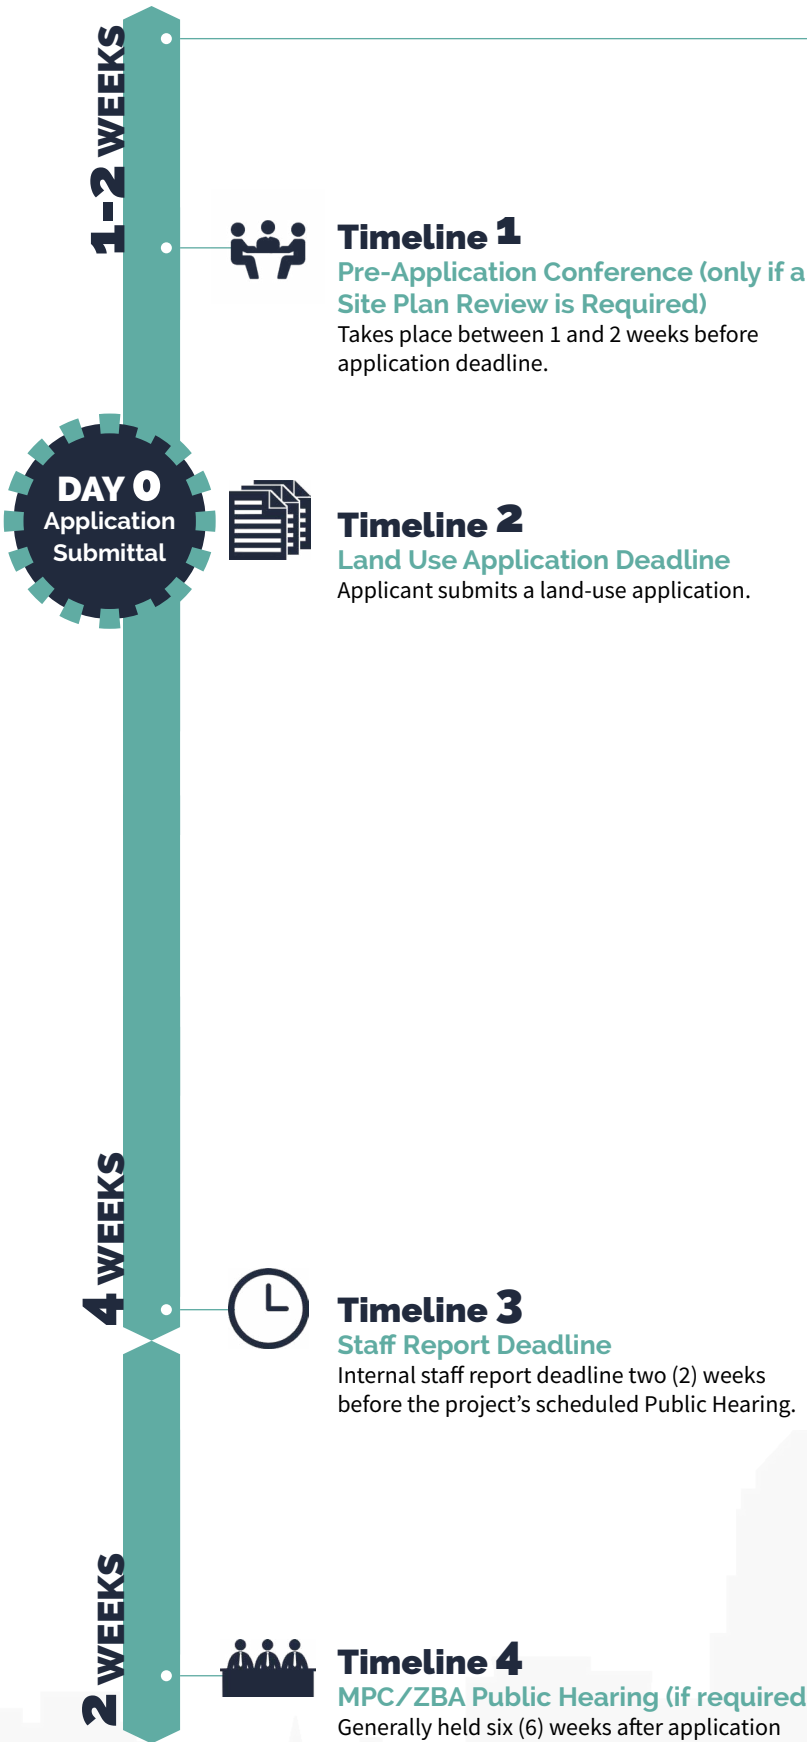 1-2 WEEKS
Timeline 1
Pre-Application Conference (only if a
Site Plan Review is Required)
Takes place between 1 and 2 weeks before
application deadline.
DAY 0
Application
Submittal
Timeline 2
Land Use Application Deadline
Applicant submits a land-use application.
4 WEEKS
Timeline 3
Staff Report Deadline
Internal staff report deadline two (2) weeks
before the project’s scheduled Public Hearing.
2 WEEKS
Timeline 4
MPC/ZBA Public Hearing (if required
Generally held six (6) weeks after application